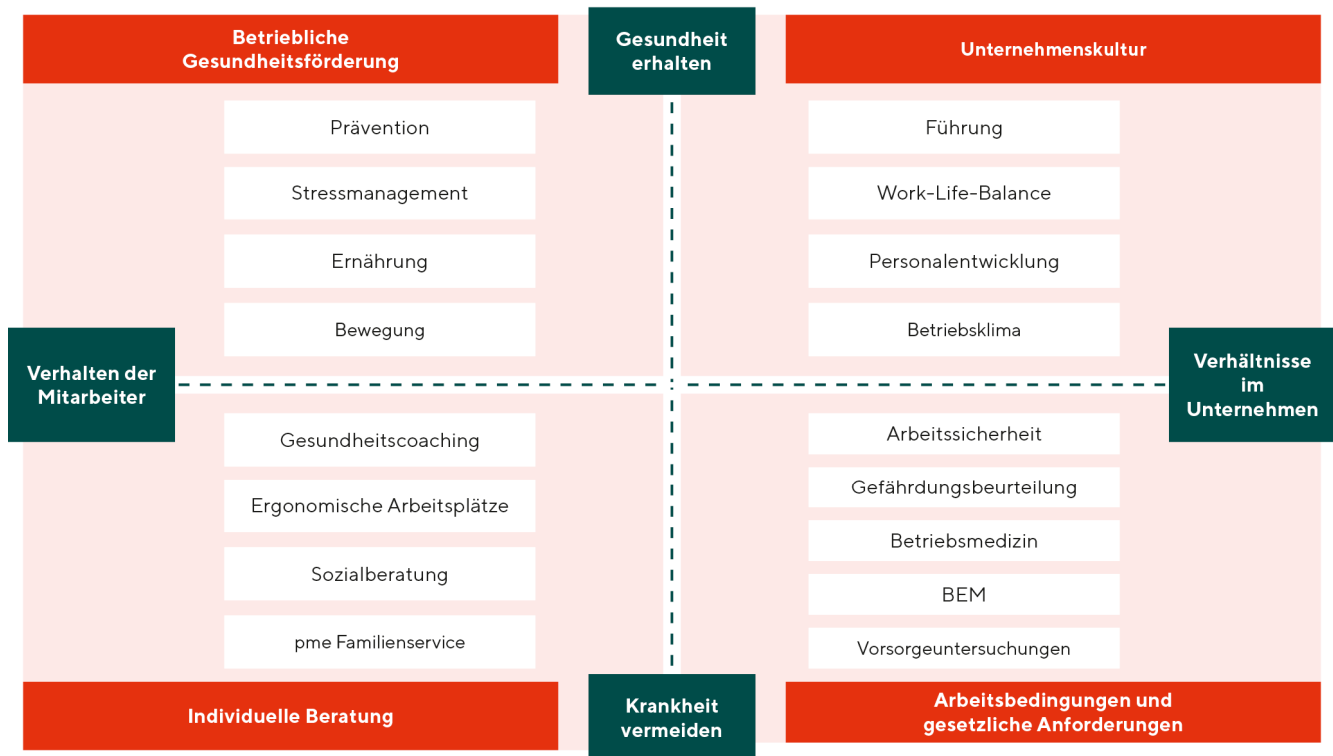 Betriebliche
Gesundheitsförderung
Gesundheit
erhalten
Unternehmenskultur
Prävention
Stressmanagement
Ernährung
Bewegung
Führung
Work-Life-Balance
Personalentwicklung
Betriebsklima
Verhalten der
Mitarbeiter
Verhältnisse
im
Unternehmen
Gesundheitscoaching
Ergonomische Arbeitsplätze
Sozialberatung
pme Familienservice
Arbeitssicherheit
Gefährdungsbeurteilung
Betriebsmedizin
BEM
Vorsorgeuntersuchungen
Individuelle Beratung
Krankheit
vermeiden
Arbeitsbedingungen und
gesetzliche Anforderungen